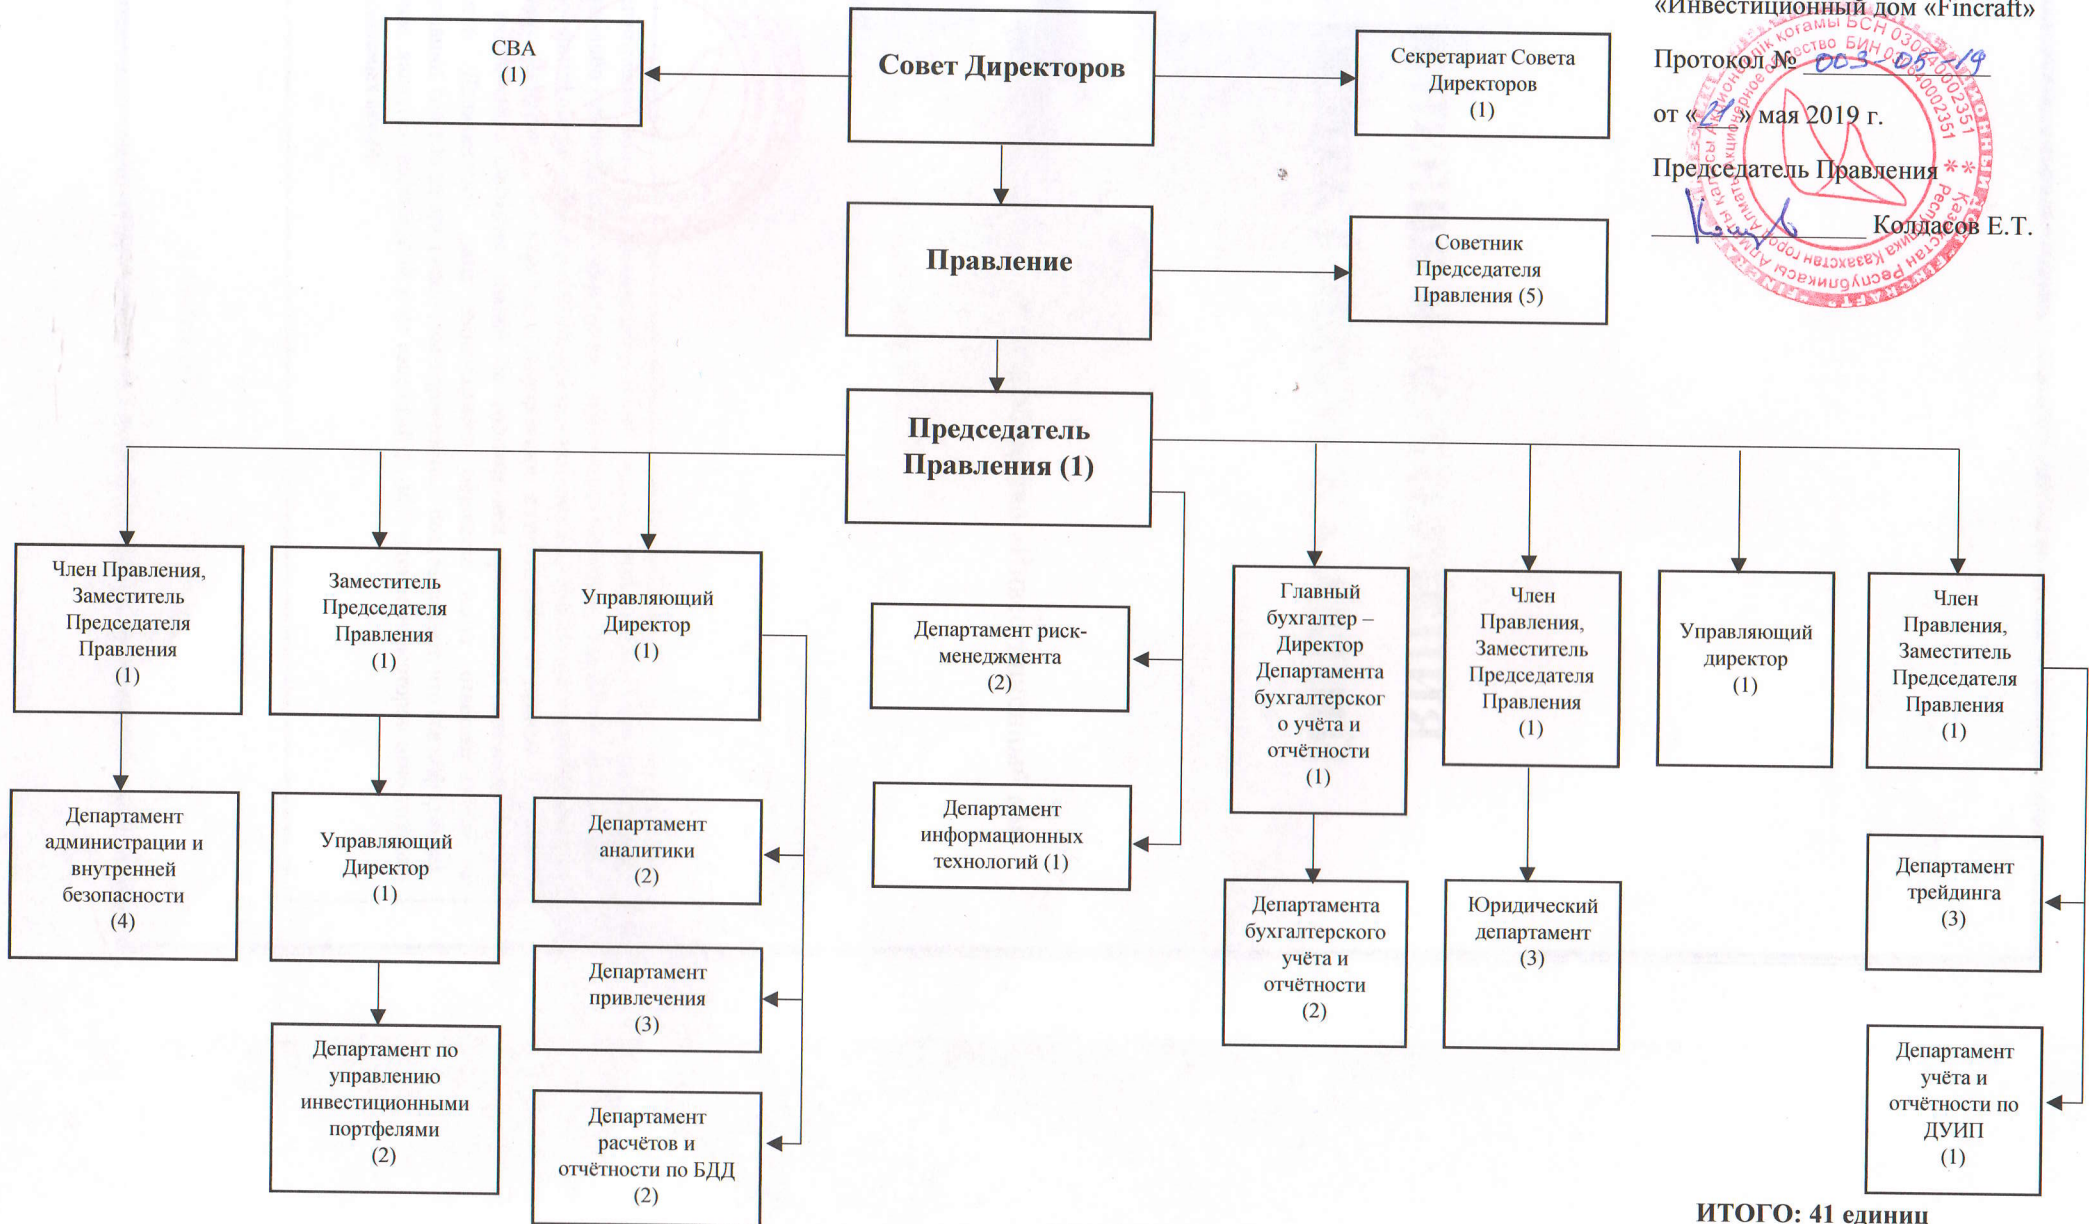 «Инвестиционный дом «Fincraft»
Протокол № 003-05-19
от «21» мая 2019 г.
Председатель Правления
Колдасов Е.Т.
СВА
(1)
Совет Директоров
Секретариат Совета
Директоров
(1)
Правление
Советник
Председателя
Правления (5)
Председатель
Правления (1)
Член Правления,
Заместитель
Председателя
Правления
(1)
Заместитель
Председателя
Правления
(1)
Управляющий
Директор
(1)
Департамент риск-
менеджмента
(2)
Главный
бухгалтер –
Директор
Департамента
бухгалтерског
о учёта и
отчётности
(1)
Член
Правления,
Заместитель
Председателя
Правления
(1)
Управляющий
директор
(1)
Член
Правления,
Заместитель
Председателя
Правления
(1)
Департамент
администрации и
внутренней
безопасности
(4)
Управляющий
Директор
(1)
Департамент
аналитики
(2)
Департамент
информационных
технологий (1)
Департамента
бухгалтерского
учёта и
отчётности
(2)
Юридический
департамент
(3)
Департамент
трейдинга
(3)
Департамент
привлечения
(3)
Департамент по
управлению
инвестиционными
портфелями
(2)
Департамент
расчётов и
отчётности по БДД
(2)
Департамент
учёта и
отчётности по
ДУИП
(1)
ИТОГО: 41 единиц